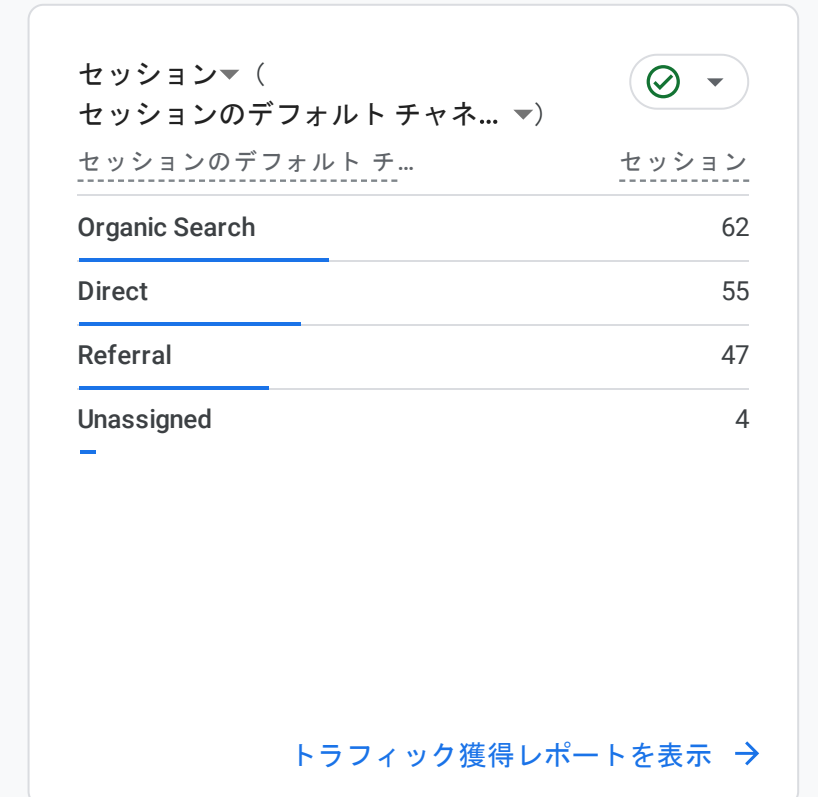 セッション (
セッションのデフォルト チャネ... )
セッションのデフォルト チ... セッション
Organic Search 62
Direct 55
Referral 47
Unassigned 4
トラフィック獲得レポートを表示 →